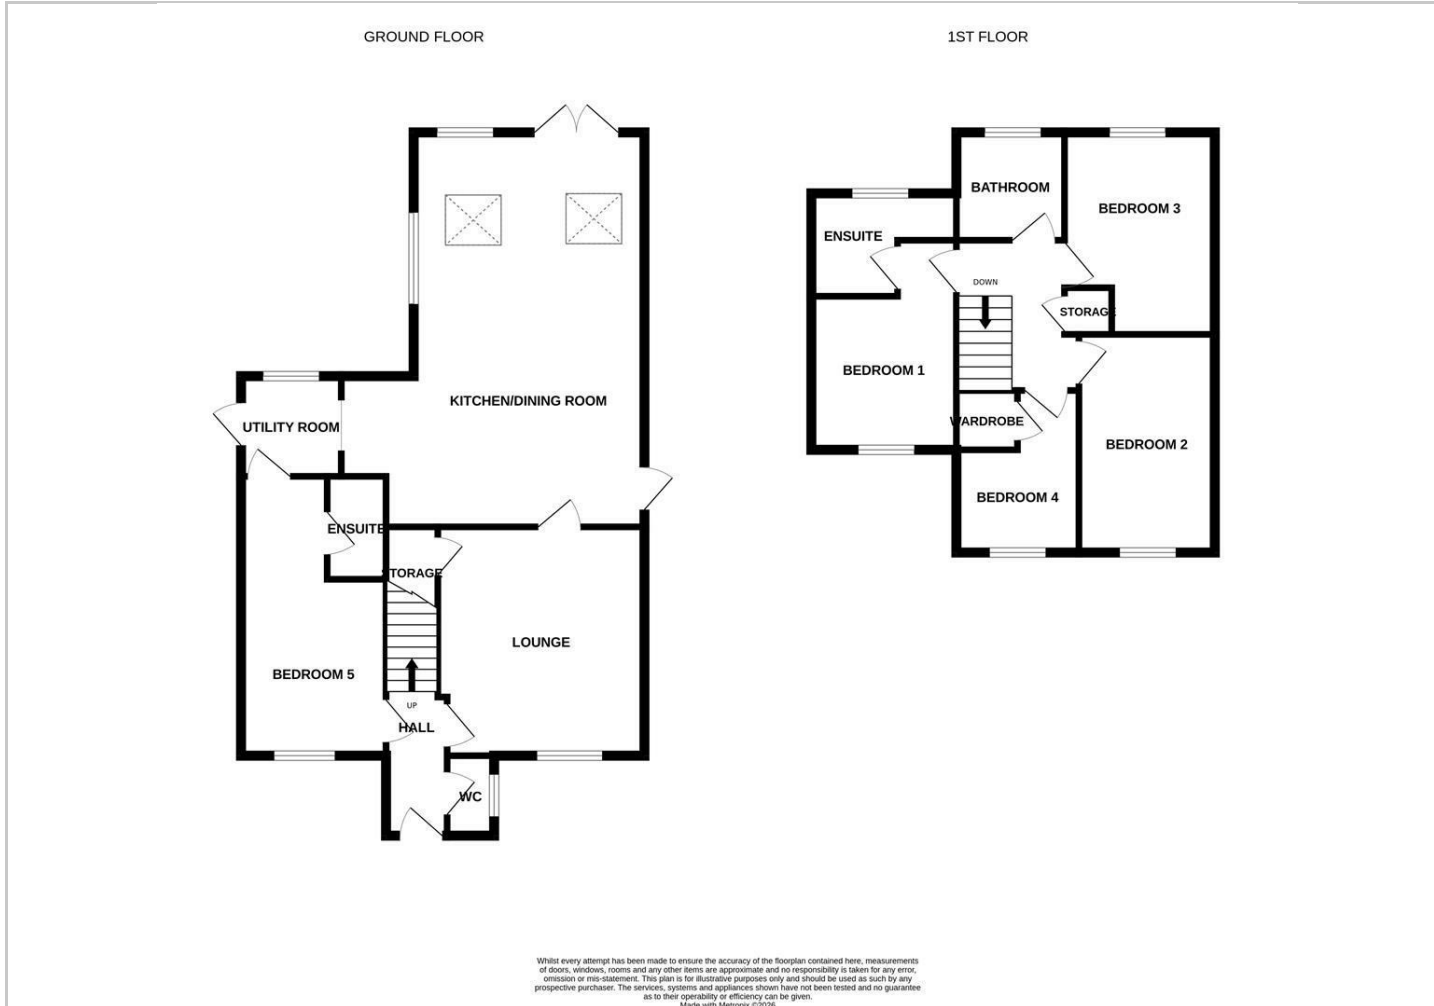 GROUND FLOOR
1ST FLOOR
KITCHEN/DINING ROOM
UTILITY ROOM
ENSUITE
STORAGE
LOUNGE
BEDROOM 5
UP
HALL
WC
BATHROOM
BEDROOM 3
ENSUITE
DOWN
STORAGE
BEDROOM 1
WARDROBE
BEDROOM 2
BEDROOM 4
Whilst every attempt has been made to ensure the accuracy of the floorplan contained here, measurements
of doors, windows, rooms and any other items are approximate and no responsibility is taken for any error,
omission or mis-statement. This plan is for illustrative purposes only and should be used as such by any
prospective purchaser. The services, systems and appliances shown have not been tested and no guarantee
as to their operability or efficiency can be given.
Made with Metropix ©2026